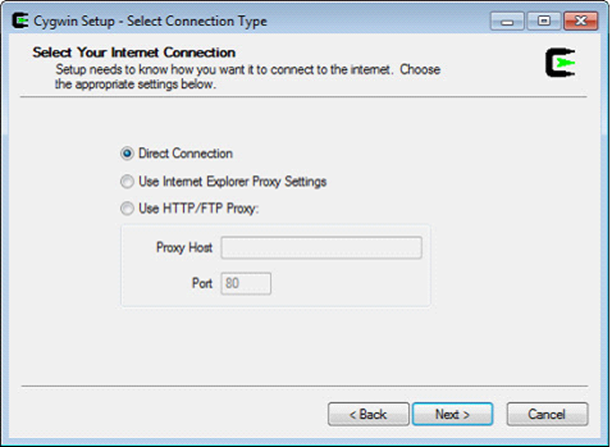 Cygwin Setup - Select Connection Type
Select Your Internet Connection
Setup needs to know how you want it to connect to the internet.  Choose
the appropriate settings below.
Direct Connection
Use Internet Explorer Proxy Settings
Use HTTP/FTP Proxy:
Proxy Host
Port 80
< Back Next > Cancel